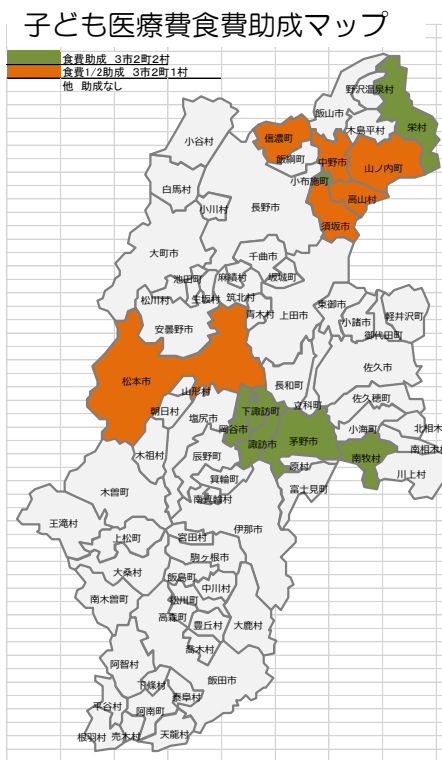 子ども医療費食費助成マップ
食費助成 3市2町2村
食費1/2助成 3市2町1村
他 助成なし
野沢温泉村
飯山市
栄村
木島平村
小谷村
信濃町
中野市
山ノ内町
飯綱町
小布施町
高山村
白馬村
小川村
長野市
須坂市
大町市
千曲市
池田町
麻績村
坂城町
松川村
生坂村
筑北村
青木村
上田市
東御市
軽井沢町
小諸市
御代田町
安曇野市
佐久市
松本市
山形村
長和町
立科町
佐久穂町
朝日村
塩尻市
下諏訪町
岡谷市
小海町
北相木
諏訪市
茅野市
南相木
木祖村
辰野町
南牧村
原村
川上村
箕輪町
富士見町
木曽町
南箕輪村
王滝村
伊那市
上松町
宮田村
駒ヶ根市
大桑村
飯島町
中川村
南木曽町
松川町
高森町
豊丘村
大鹿村
喬木村
阿智村
下條村
飯田市
平谷村
泰阜村
阿南町
根羽村
売木村
天龍村